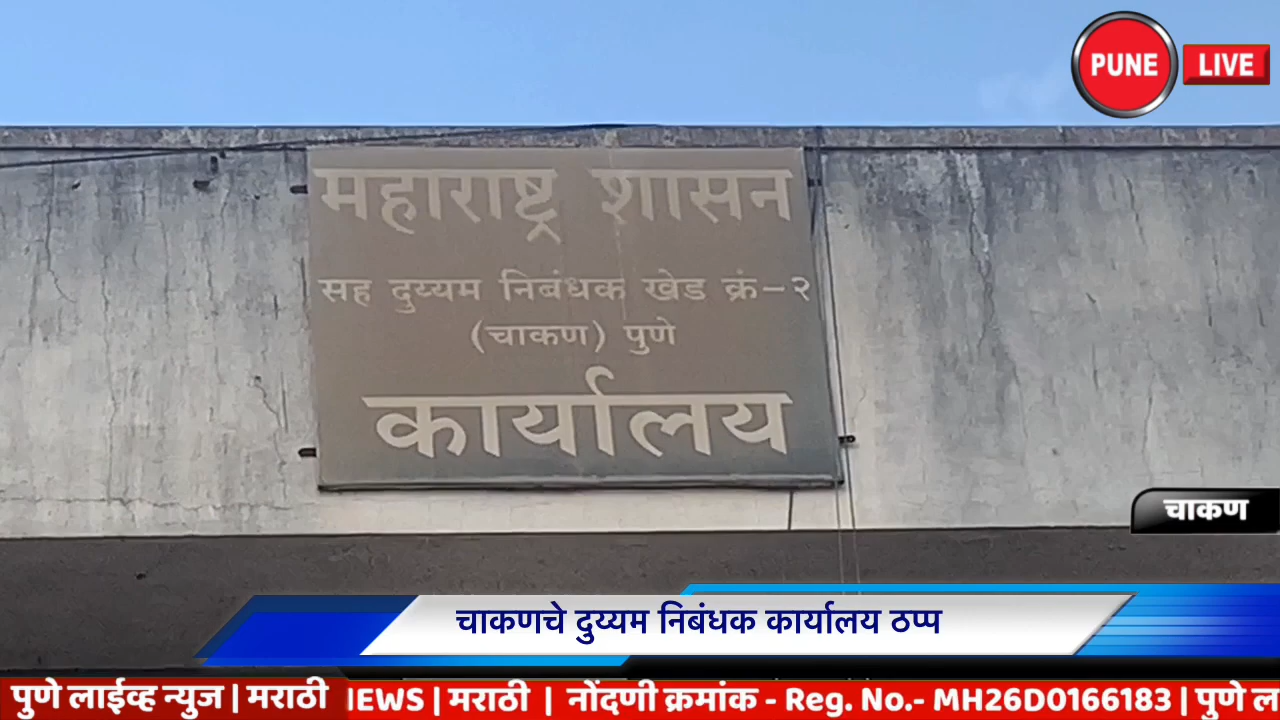 PUNE LIVE
महाराष्ट्र शासन
सह दुय्यम निबंधक खेड क्रं-२
(चाकण) पुणे
कार्यालय
चाकण
चाकणचे दुय्यम निबंधक कार्यालय ठप्प
पुणे लाईव्ह न्युज | मराठी NEWS | मराठी | नोंदणी क्रमांक - Reg. No.- MH26D0166183 | पुणे ल